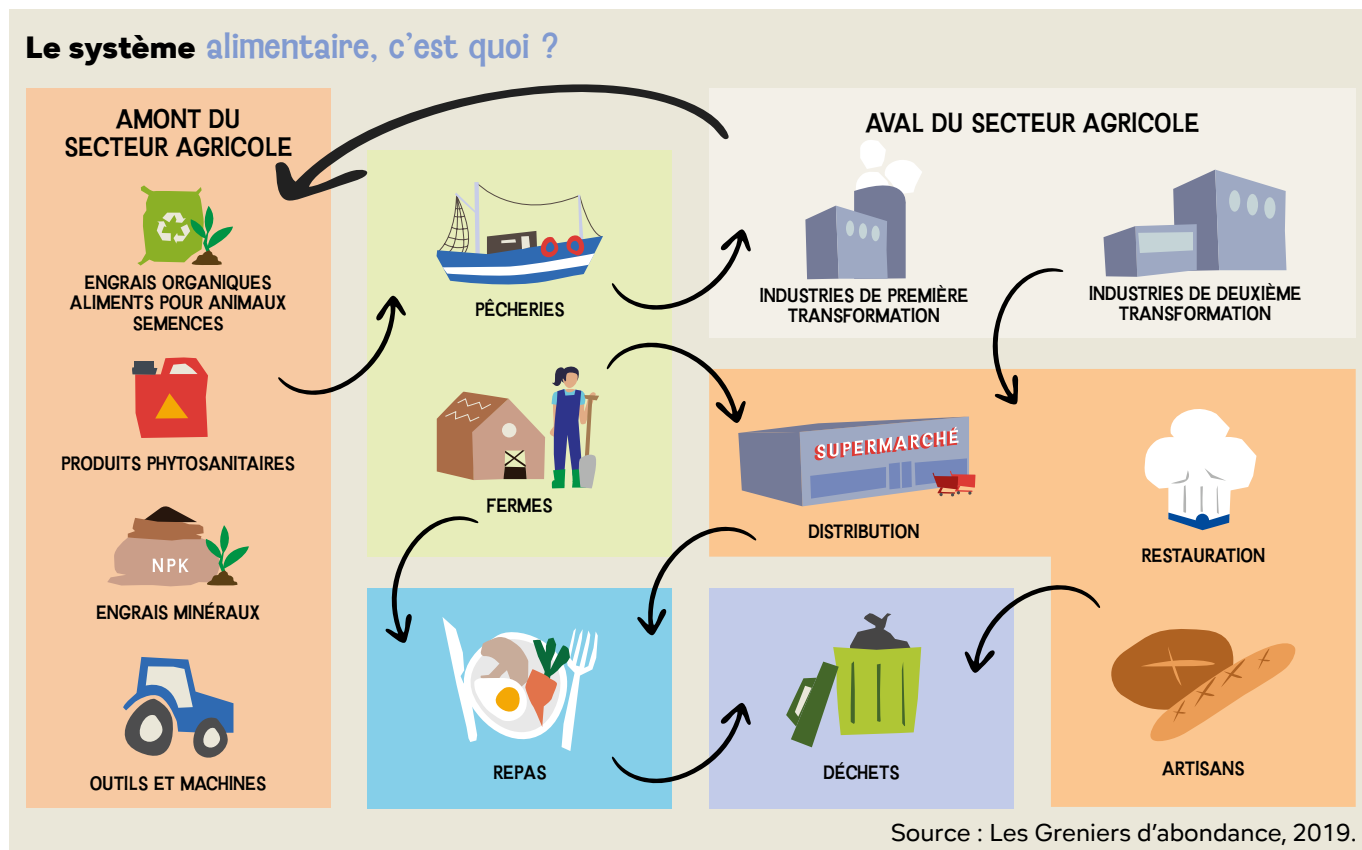 Le système alimentaire, c'est quoi ?
AMONT DU
SECTEUR AGRICOLE
ENGRAIS ORGANIQUES
ALIMENTS POUR ANIMAUX
SEMENCES
PRODUITS PHYTOSANITAIRES
NPK
ENGRAIS MINÉRAUX
OUTILS ET MACHINES
PÊCHERIES
FERMES
AVAL DU SECTEUR AGRICOLE
INDUSTRIES DE PREMIÈRE
TRANSFORMATION
INDUSTRIES DE DEUXIÈME
TRANSFORMATION
SUPERMARCHÉ
DISTRIBUTION
RESTAURATION
ARTISANS
REPAS
DÉCHETS
Source : Les Greniers d'abondance, 2019.